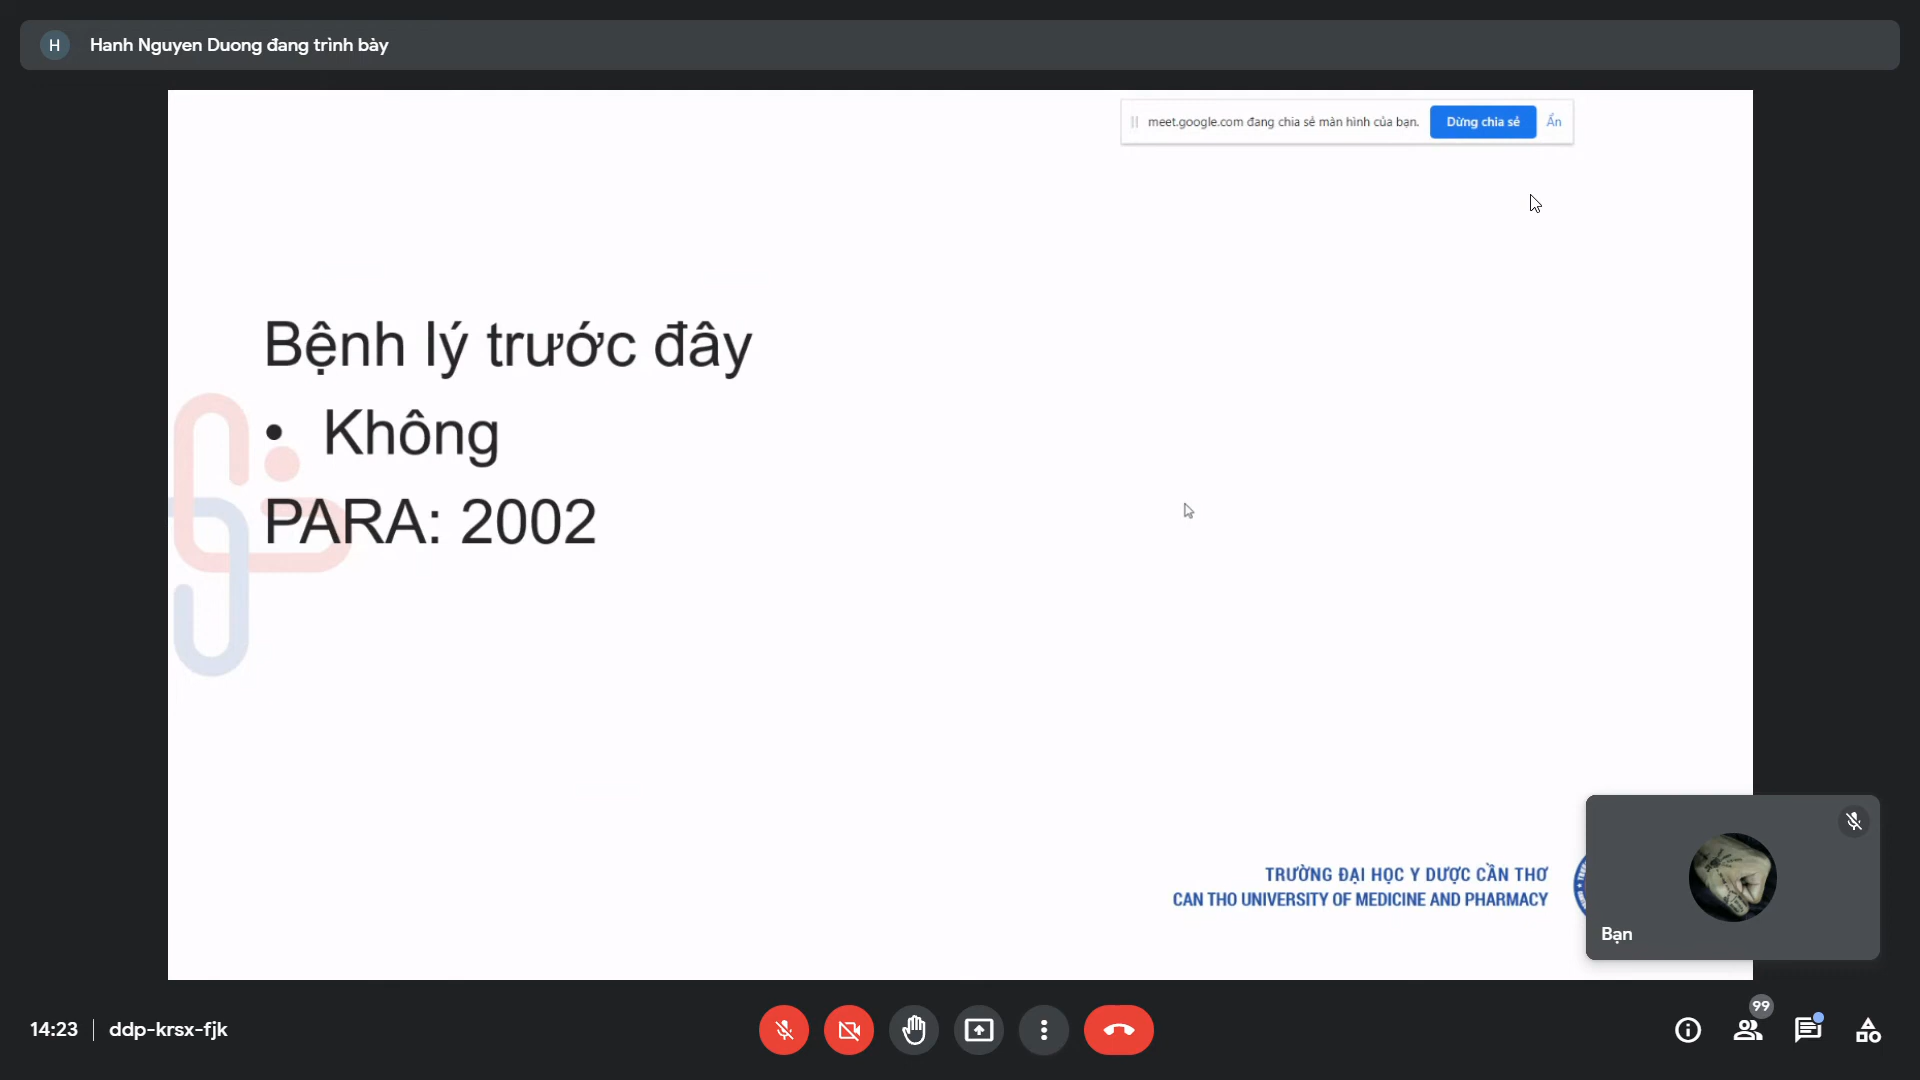 H Hanh Nguyen Duong đang trình bày
meet.google.com đang chia sẻ màn hình của bạn. Dừng chia sẻ Ẩn
Bệnh lý trước đây
• Không
PARA: 2002
TRƯỜNG ĐẠI HỌC Y DƯỢC CẦN THƠ
CAN THO UNIVERSITY OF MEDICINE AND PHARMACY
Bạn
14:23 ddp-krsx-fjk
99